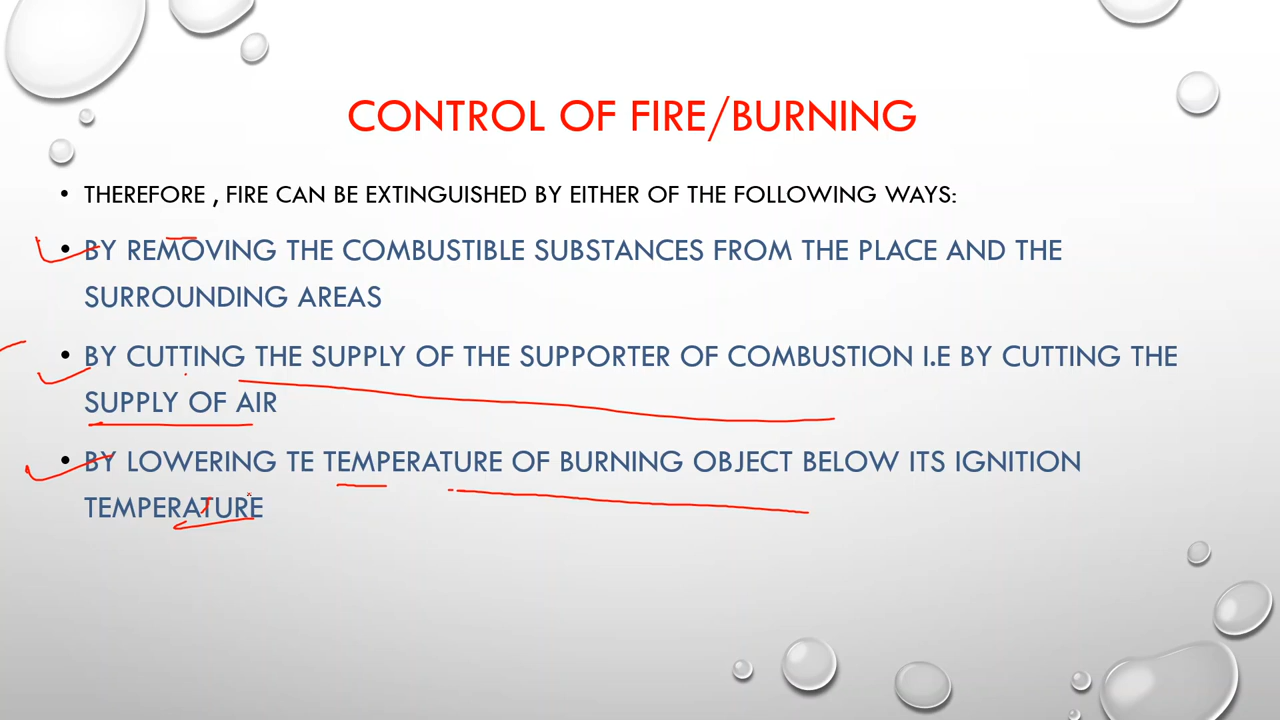 CONTROL OF FIRE/BURNING
• THEREFORE , FIRE CAN BE EXTINGUISHED BY EITHER OF THE FOLLOWING WAYS:
• BY REMOVING THE COMBUSTIBLE SUBSTANCES FROM THE PLACE AND THE
SURROUNDING AREAS
• BY CUTTING THE SUPPLY OF THE SUPPORTER OF COMBUSTION I.E BY CUTTING THE
SUPPLY OF AIR
• BY LOWERING TE TEMPERATURE OF BURNING OBJECT BELOW ITS IGNITION
TEMPERATURE